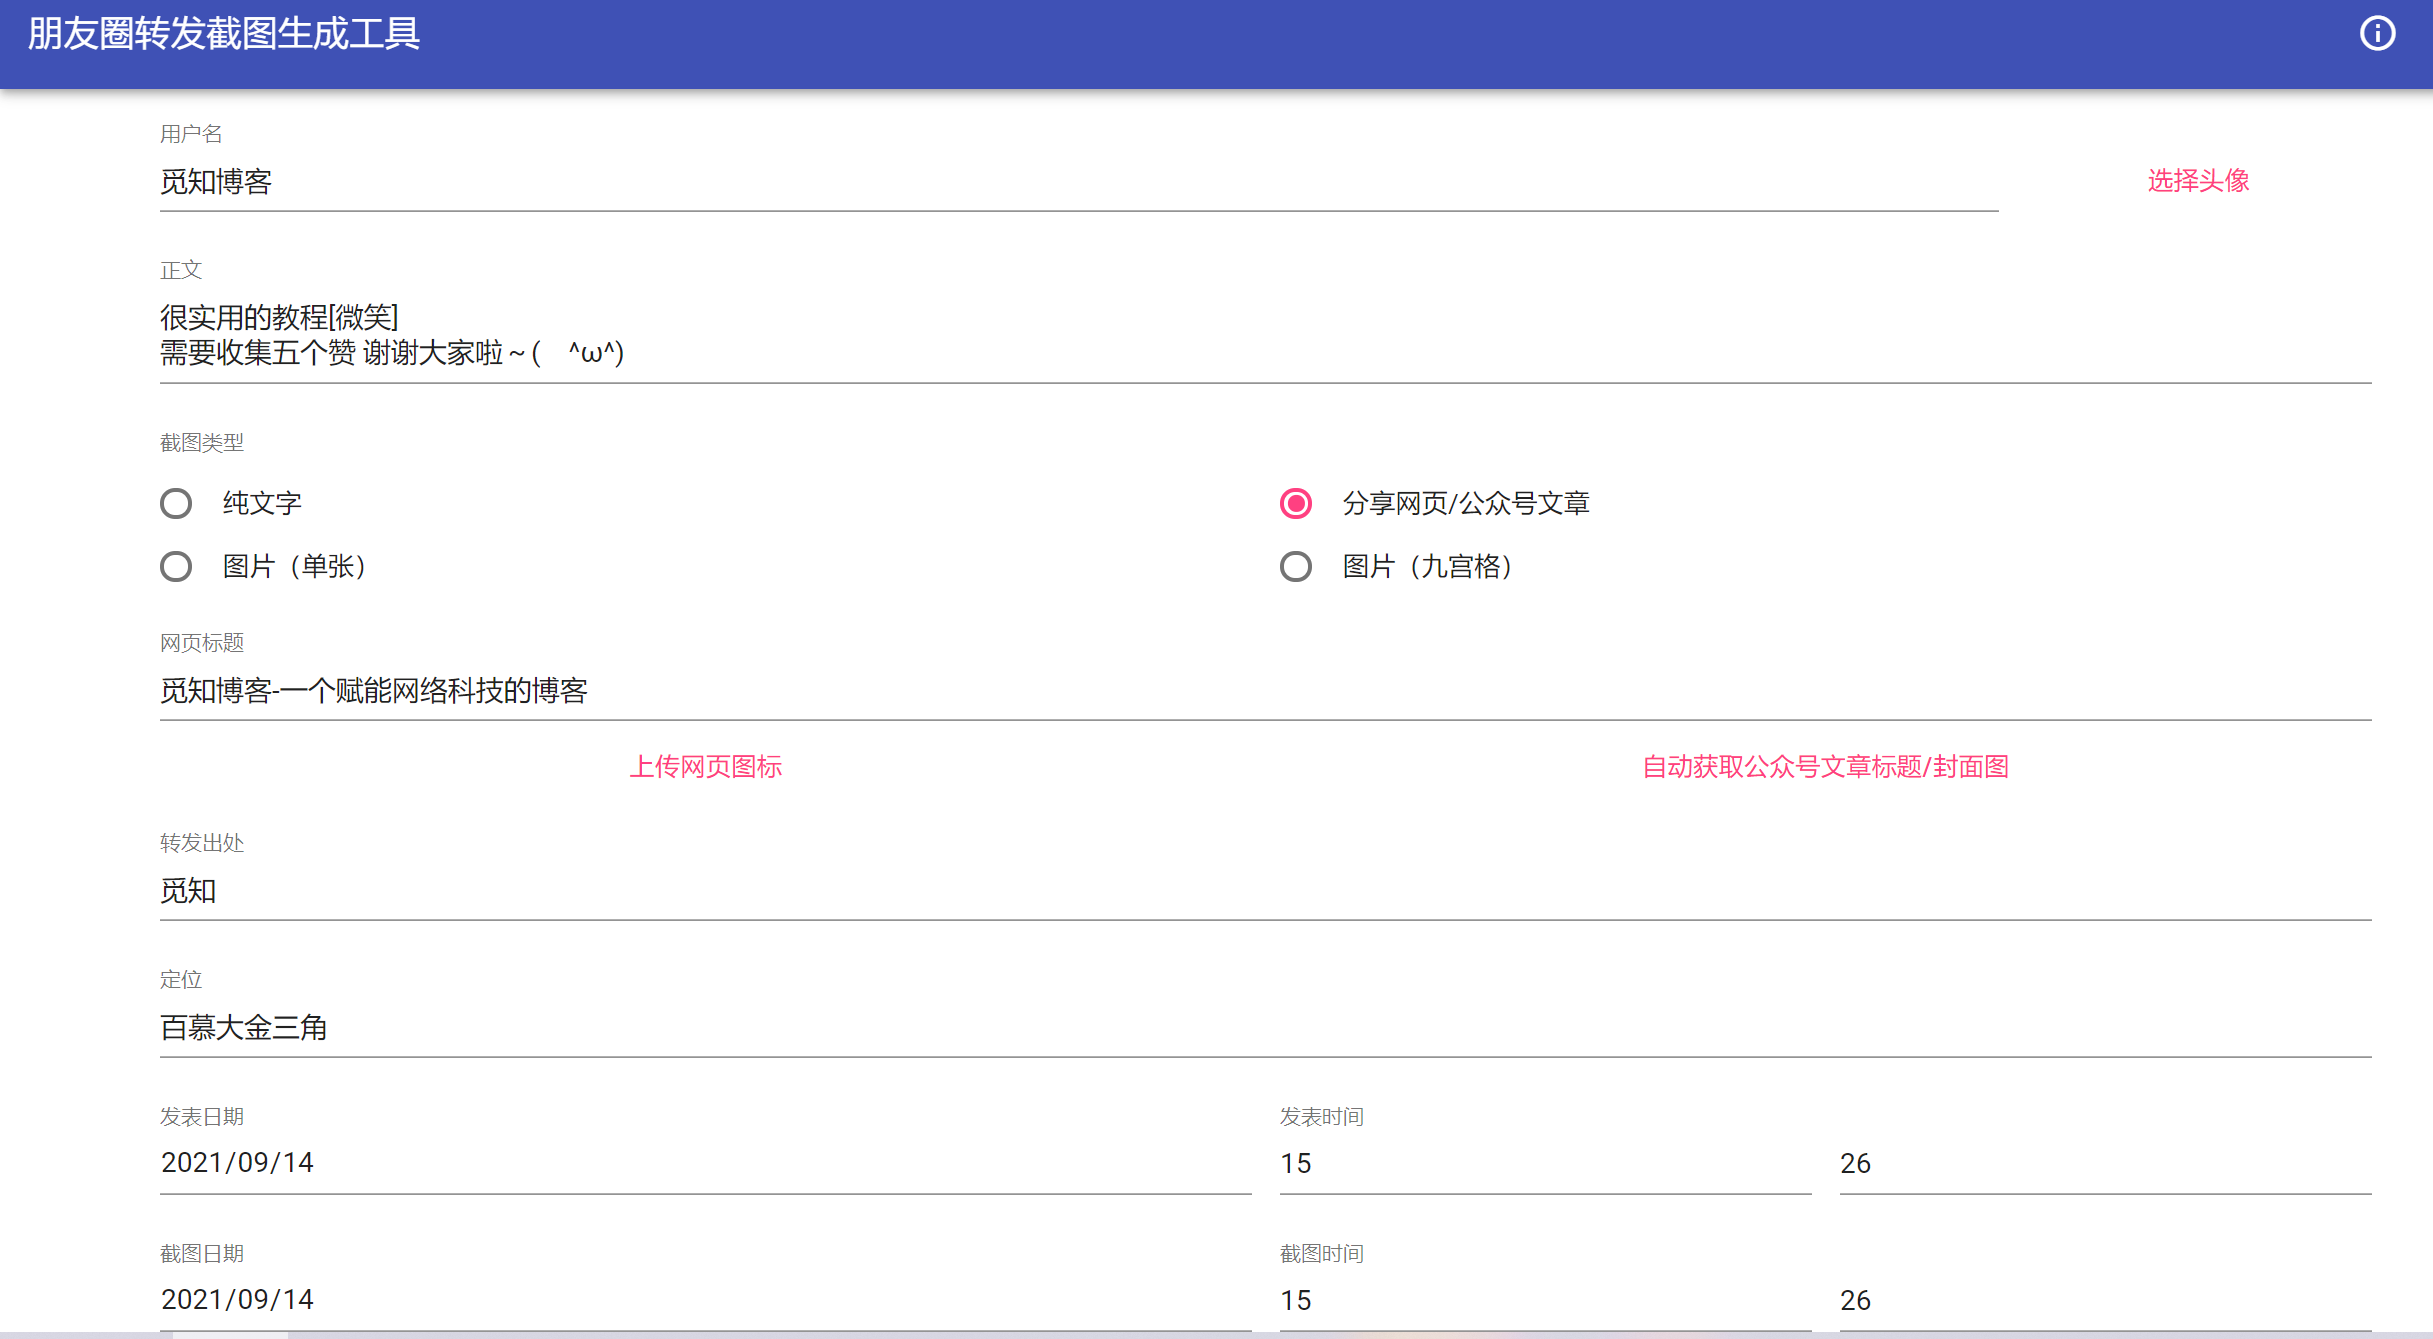 朋友圈转发截图生成工具
用户名
觅知博客
选择头像
正文
很实用的教程[微笑]
需要收集五个赞 谢谢大家啦～( ^ω^)
截图类型
纯文字
分享网页/公众号文章
图片（单张）
图片（九宫格）
网页标题
觅知博客-一个赋能网络科技的博客
上传网页图标
自动获取公众号文章标题/封面图
转发出处
觅知
定位
百慕大金三角
发表日期
发表时间
2021/09/14
15
26
截图日期
截图时间
2021/09/14
15
26